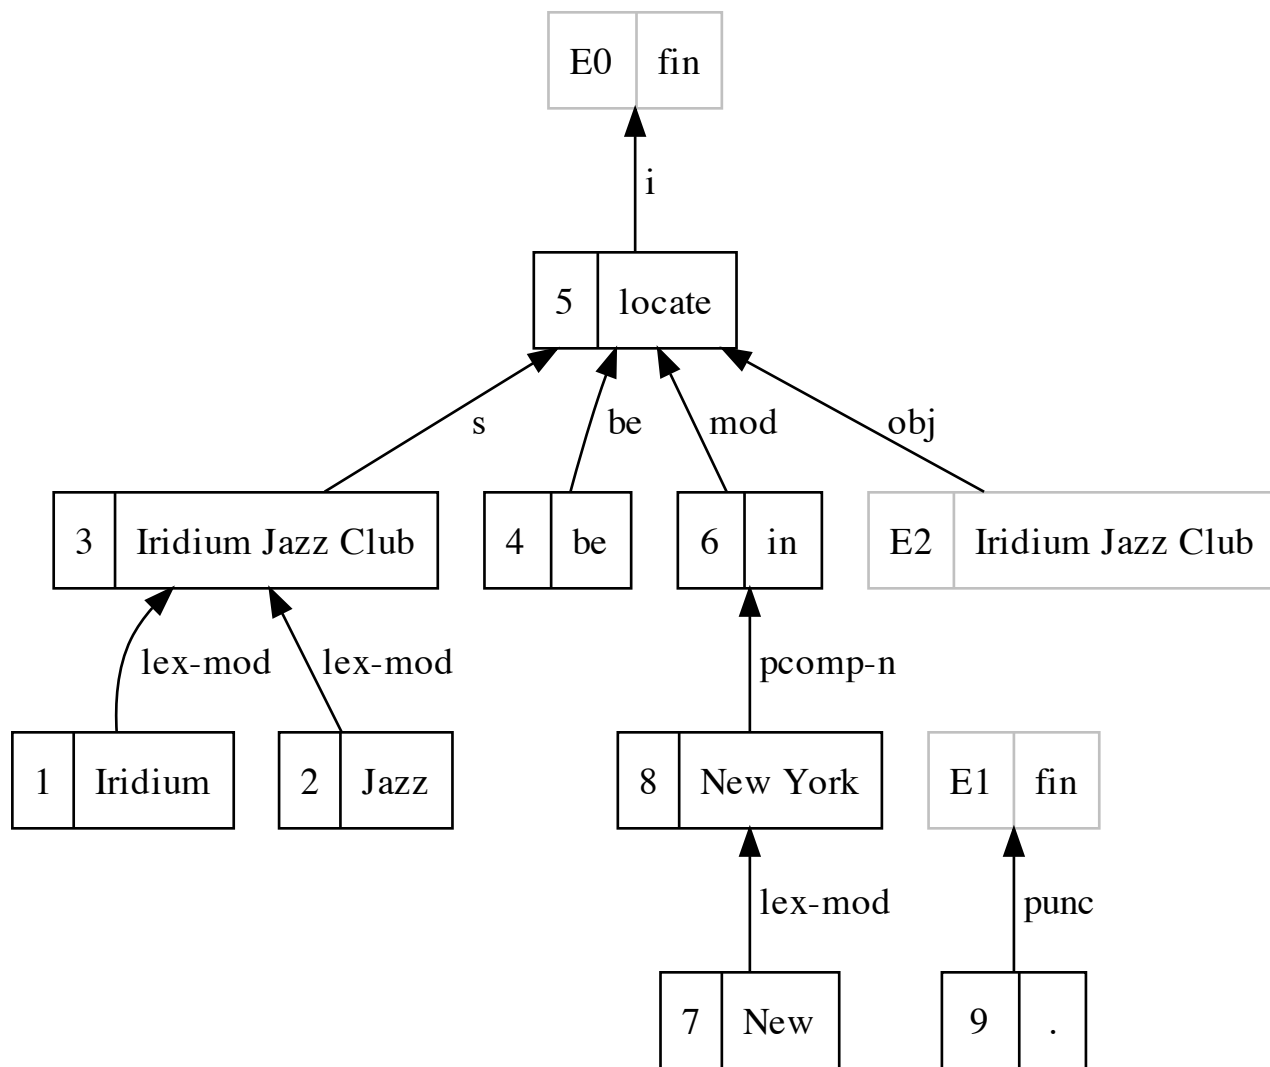 E0 fin
i
5 locate
s be mod obj
3 Iridium Jazz Club 4 be 6 in E2 Iridium Jazz Club
lex-mod lex-mod pcomp-n
1 Iridium 2 Jazz 8 New York E1 fin
lex-mod punc
7 New 9 .